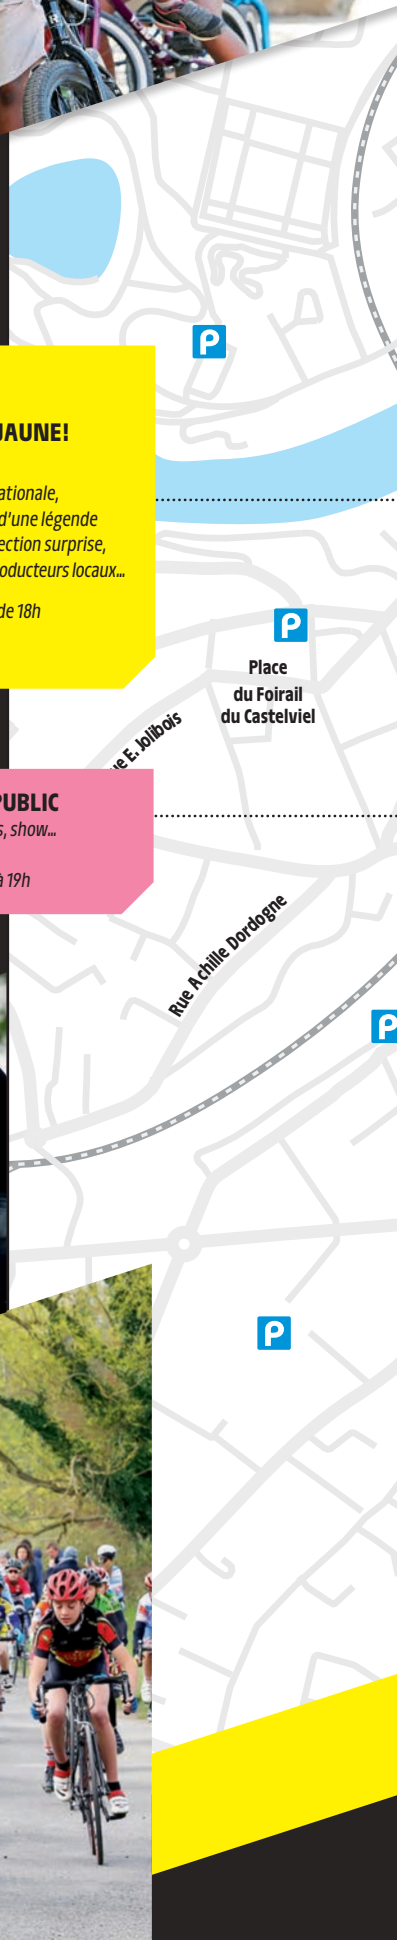 P
JAUNE!
ationale,
d'une légende
ection surprise,
oducteurs locaux...
de 18h
P
Place
du Foirail
du Castelviel
ue E. Jolibois
PUBLIC
s, show...
à 19h
Rue Achille Dordogne
P
P